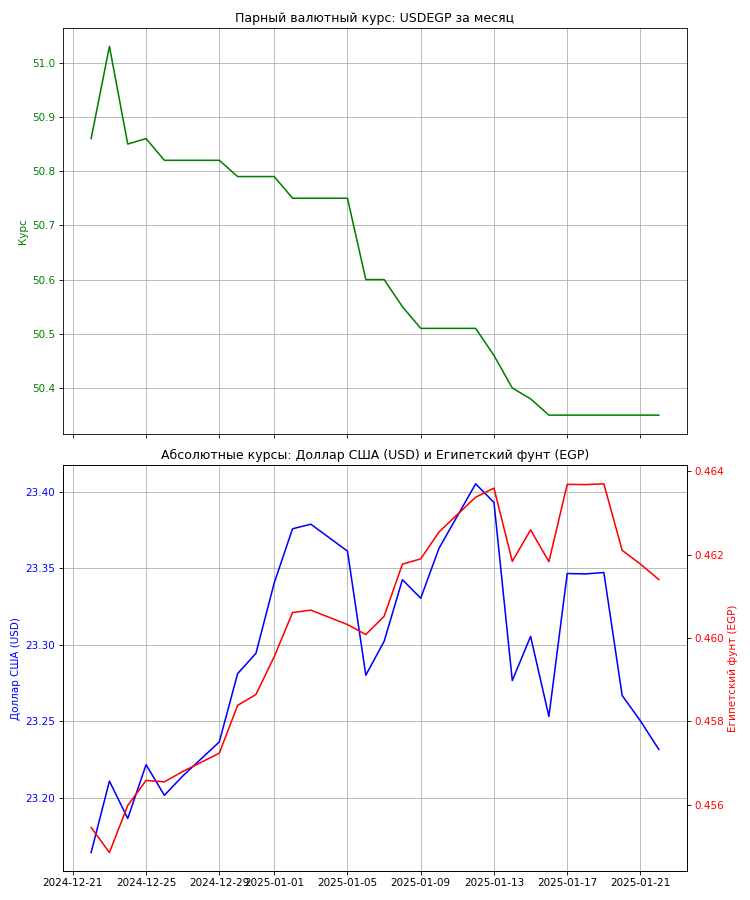 Парный валютный курс: USDEGP за месяц
51.0
50.9
50.8
50.7
50.6
50.5
50.4
Курс
Абсолютные курсы: Доллар США (USD) и Египетский фунт (EGP)
23.40
23.35
23.30
23.25
23.20
Доллар США (USD)
0.464
0.462
0.460
0.458
0.456
Египетский фунт (EGP)
2024-12-21 2024-12-25 2024-12-29 2025-01-01 2025-01-05 2025-01-09 2025-01-13 2025-01-17 2025-01-21